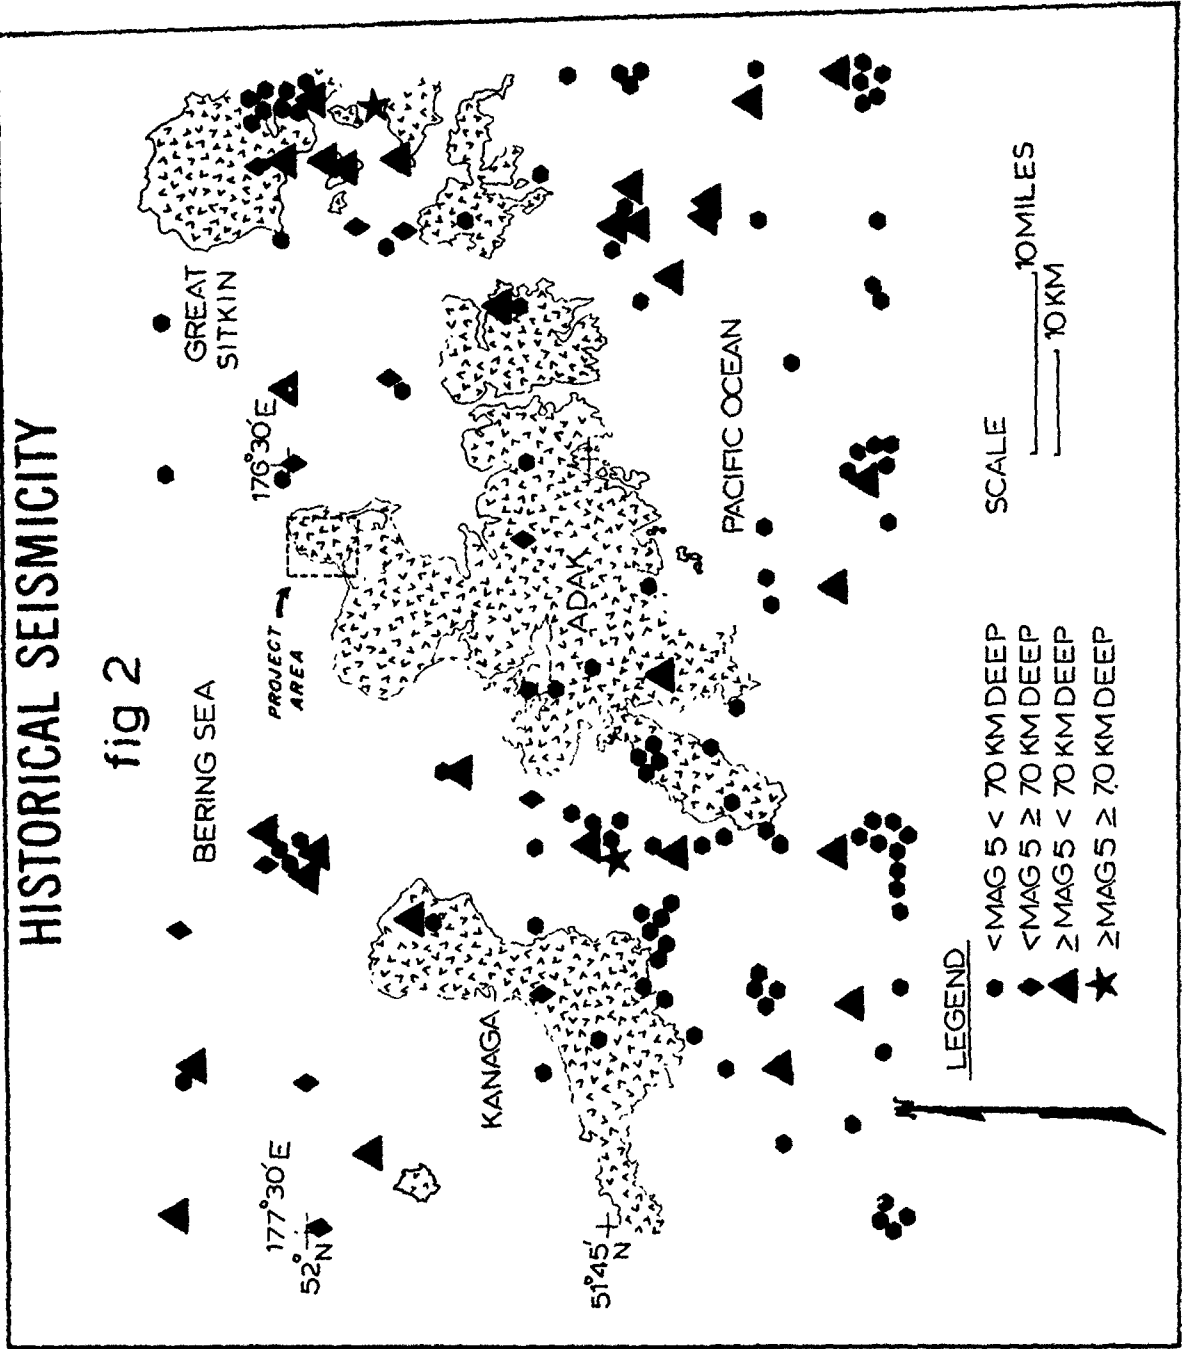 HISTORICAL SEISMICITY
fig 2
BERING SEA
GREAT
SITKIN
176°30'E
PROJECT
AREA
177°30'E
52°
N
KANAGA
ADAK
51°45'
N
PACIFIC OCEAN
LEGEND
<MAG 5 < 70 KM DEEP
<MAG 5 ≥ 70 KM DEEP
≥MAG 5 < 70 KM DEEP
≥MAG 5 ≥ 70 KM DEEP
SCALE
10 MILES
10 KM
N